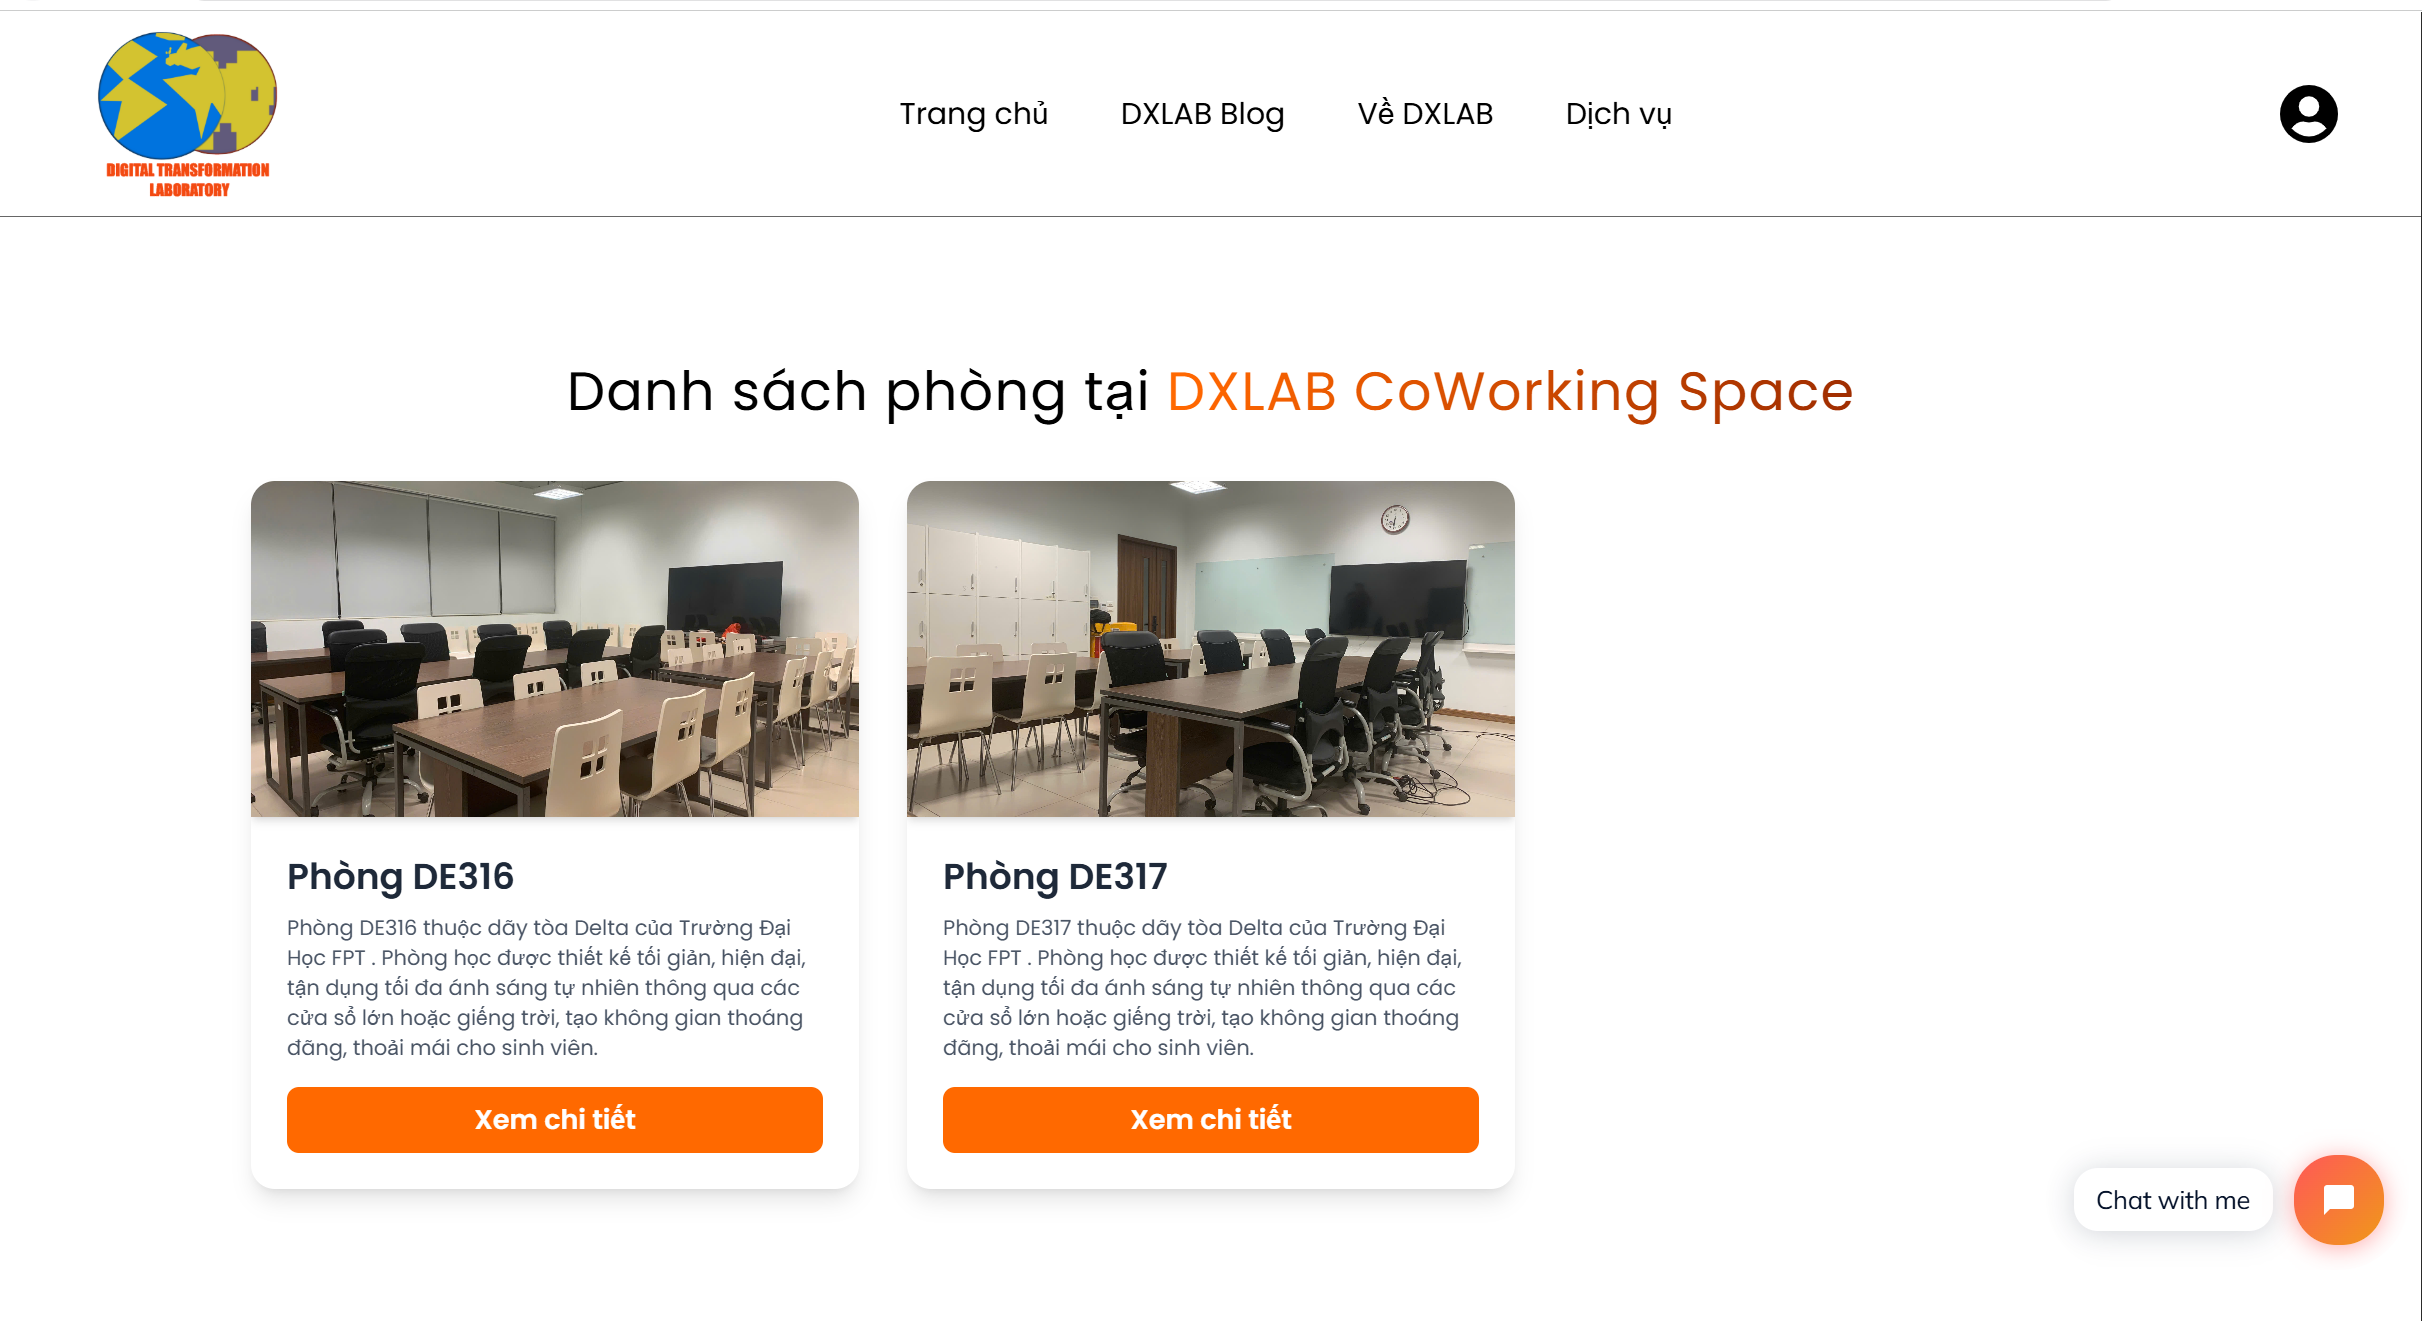 DIGITAL TRANSFORMATION
LABORATORY
Trang chủ
DXLAB Blog
Về DXLAB
Dịch vụ
Danh sách phòng tại DXLAB CoWorking Space
Phòng DE316
Phòng DE316 thuộc dãy tòa Delta của Trường Đại
Học FPT . Phòng học được thiết kế tối giản, hiện đại,
tận dụng tối đa ánh sáng tự nhiên thông qua các
cửa sổ lớn hoặc giếng trời, tạo không gian thoáng
đãng, thoải mái cho sinh viên.
Xem chi tiết
Phòng DE317
Phòng DE317 thuộc dãy tòa Delta của Trường Đại
Học FPT . Phòng học được thiết kế tối giản, hiện đại,
tận dụng tối đa ánh sáng tự nhiên thông qua các
cửa sổ lớn hoặc giếng trời, tạo không gian thoáng
đãng, thoải mái cho sinh viên.
Xem chi tiết
Chat with me